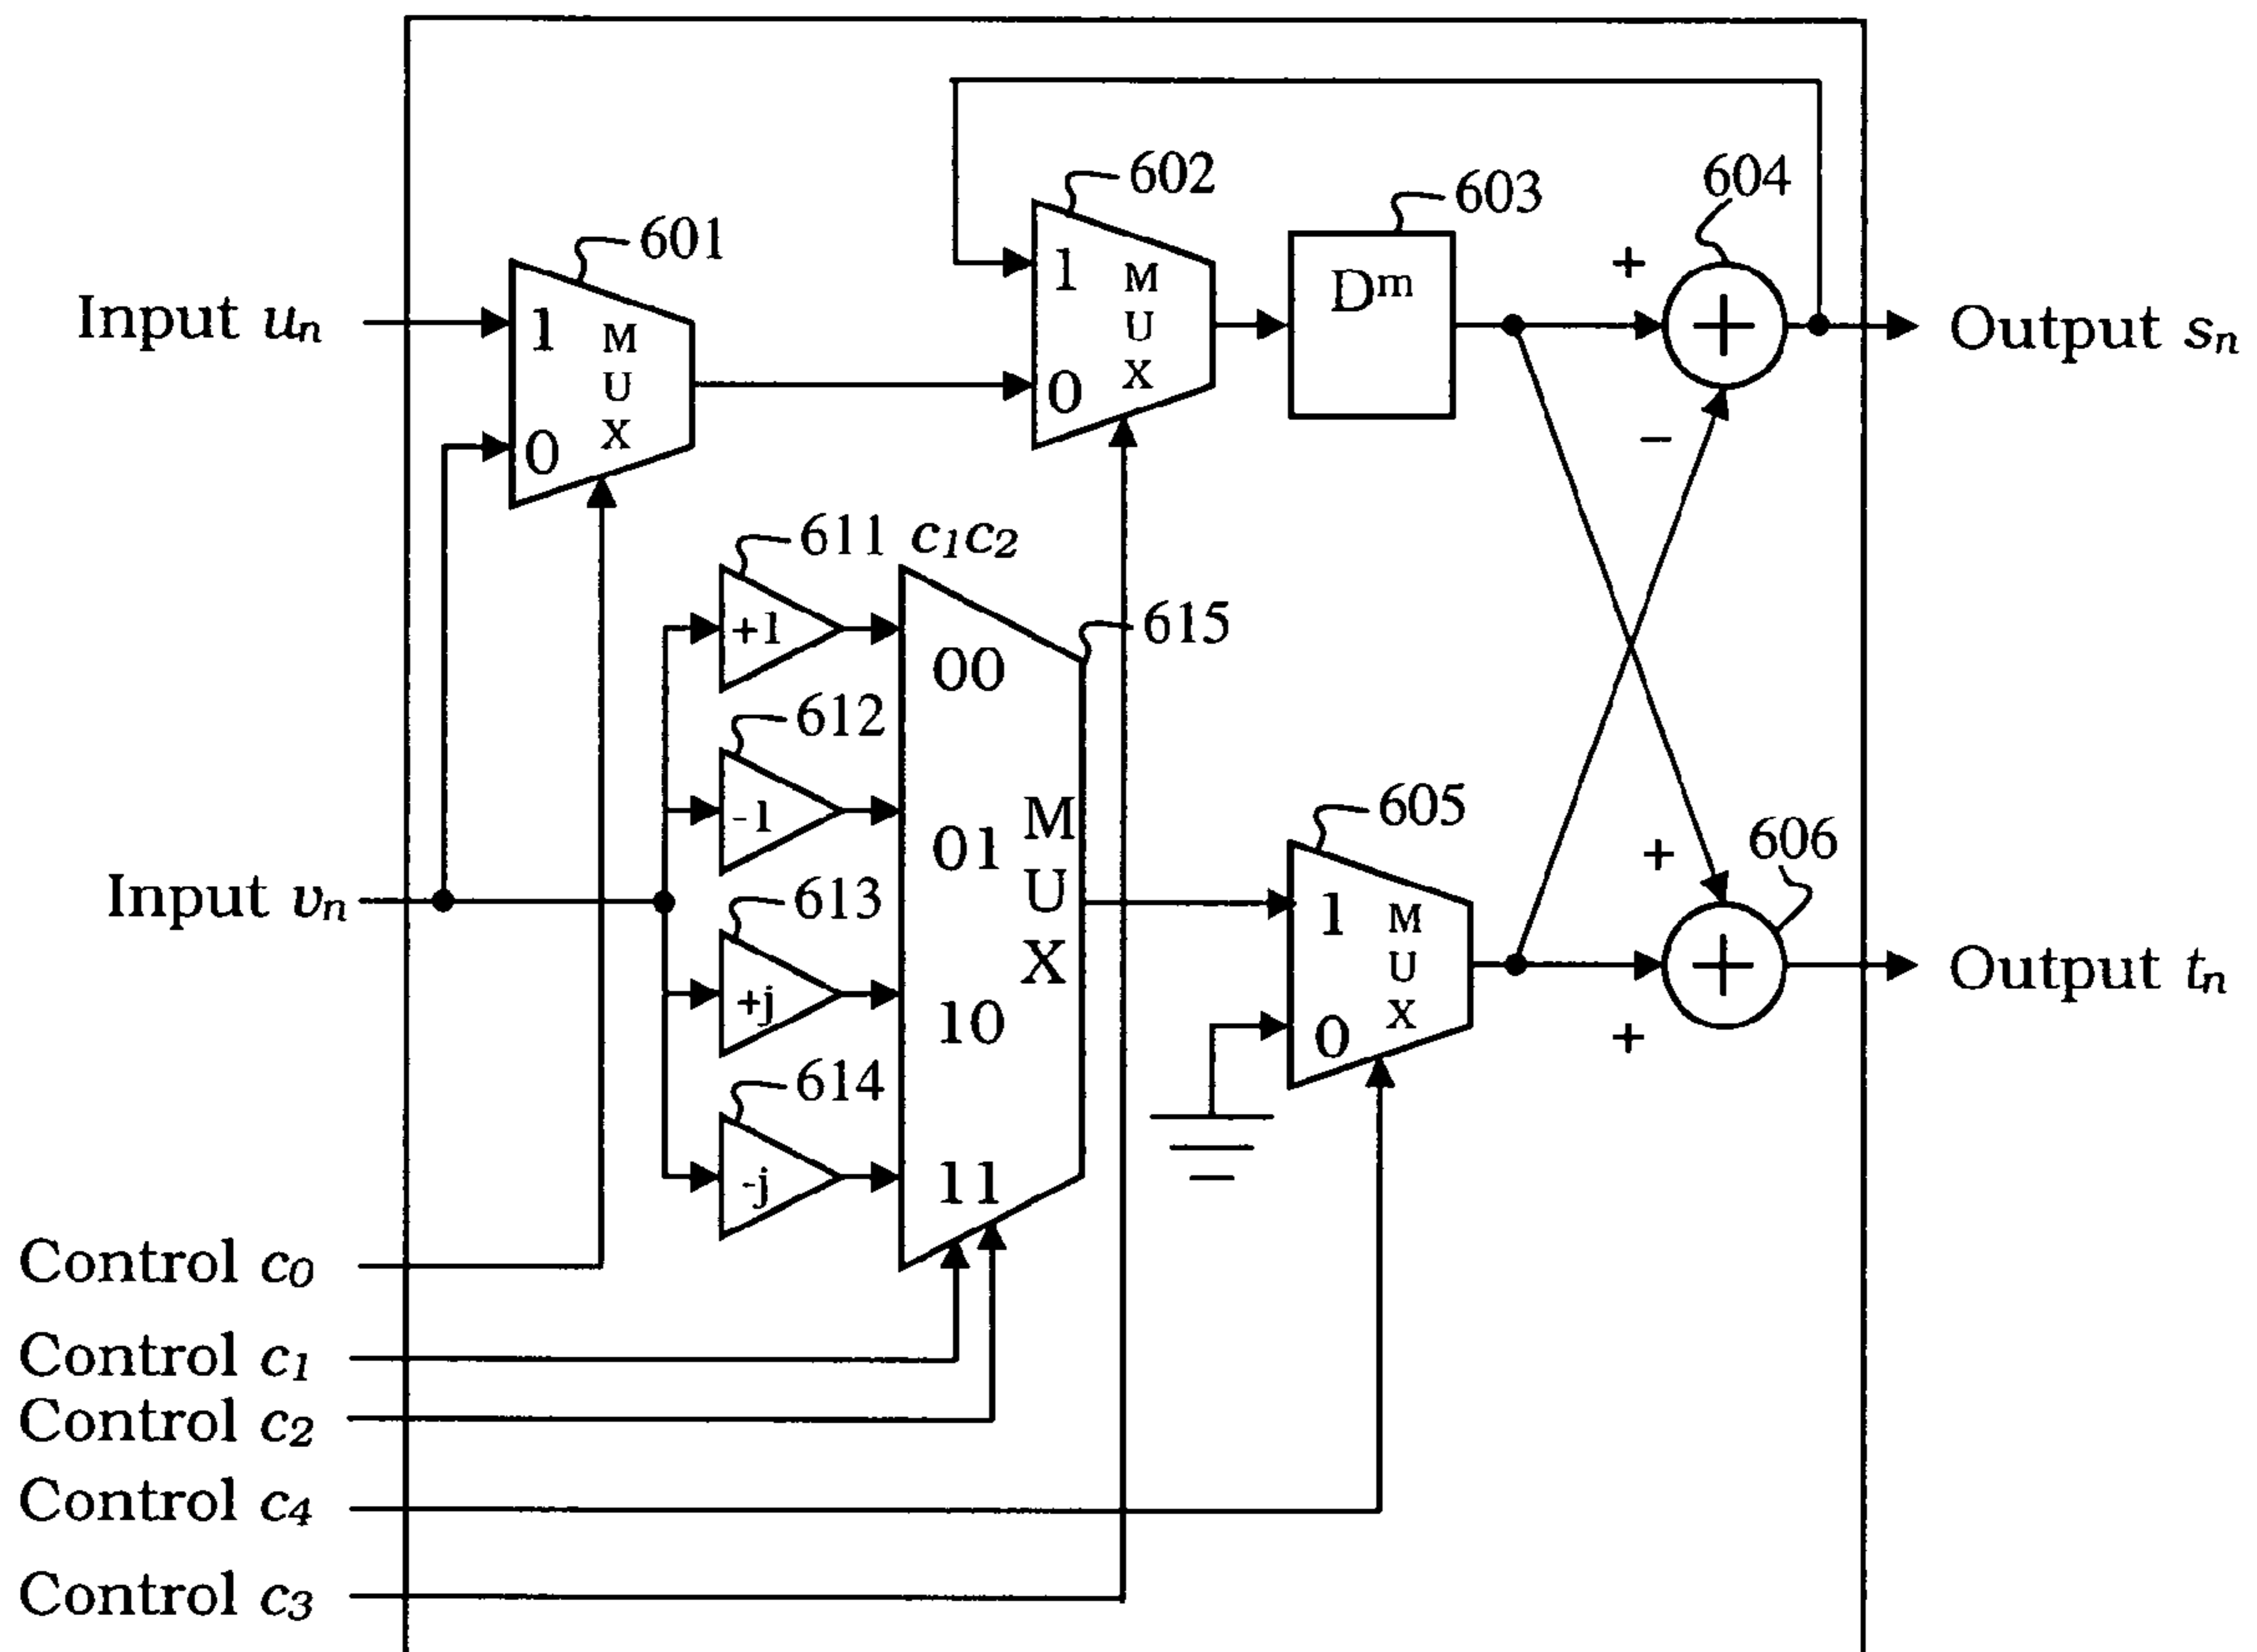 602
603
604
601
1
M
U
X
0
Input un
1
M
U
X
0
Dm
+
+
−
Output sn
611
c1c2
+1
00
615
612
-1
01
M
U
X
613
+j
10
614
-j
11
605
1
M
U
X
0
606
+
+
+
Input vn
Output tn
Control c0
Control c1
Control c2
Control c4
Control c3